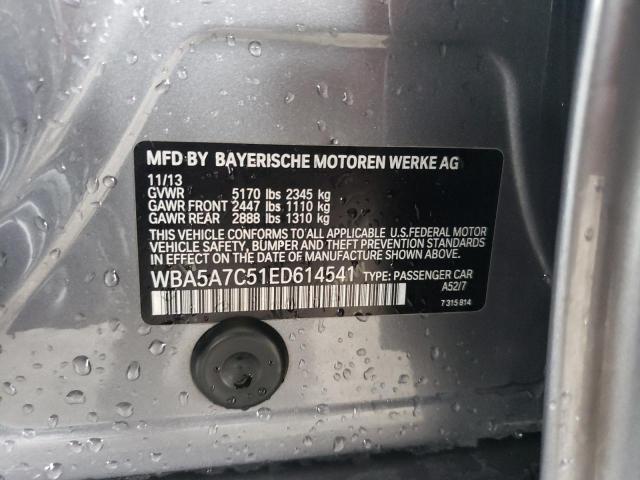 MFD BY BAYERISCHE MOTOREN WERKE AG
11/13
GVWR 5170 lbs 2345 kg
GAWR FRONT 2447 lbs 1110 kg
GAWR REAR 2888 lbs 1310 kg
THIS VEHICLE CONFORMS TO ALL APPLICABLE U.S.FEDERAL MOTOR
VEHICLE SAFETY, BUMPER AND THEFT PREVENTION STANDARDS
IN EFFECT ON THE DATE OF MANUFACTURE SHOWN ABOVE.
WBA5A7C51ED614541 TYPE: PASSENGER CAR
A52/7
7 315 814